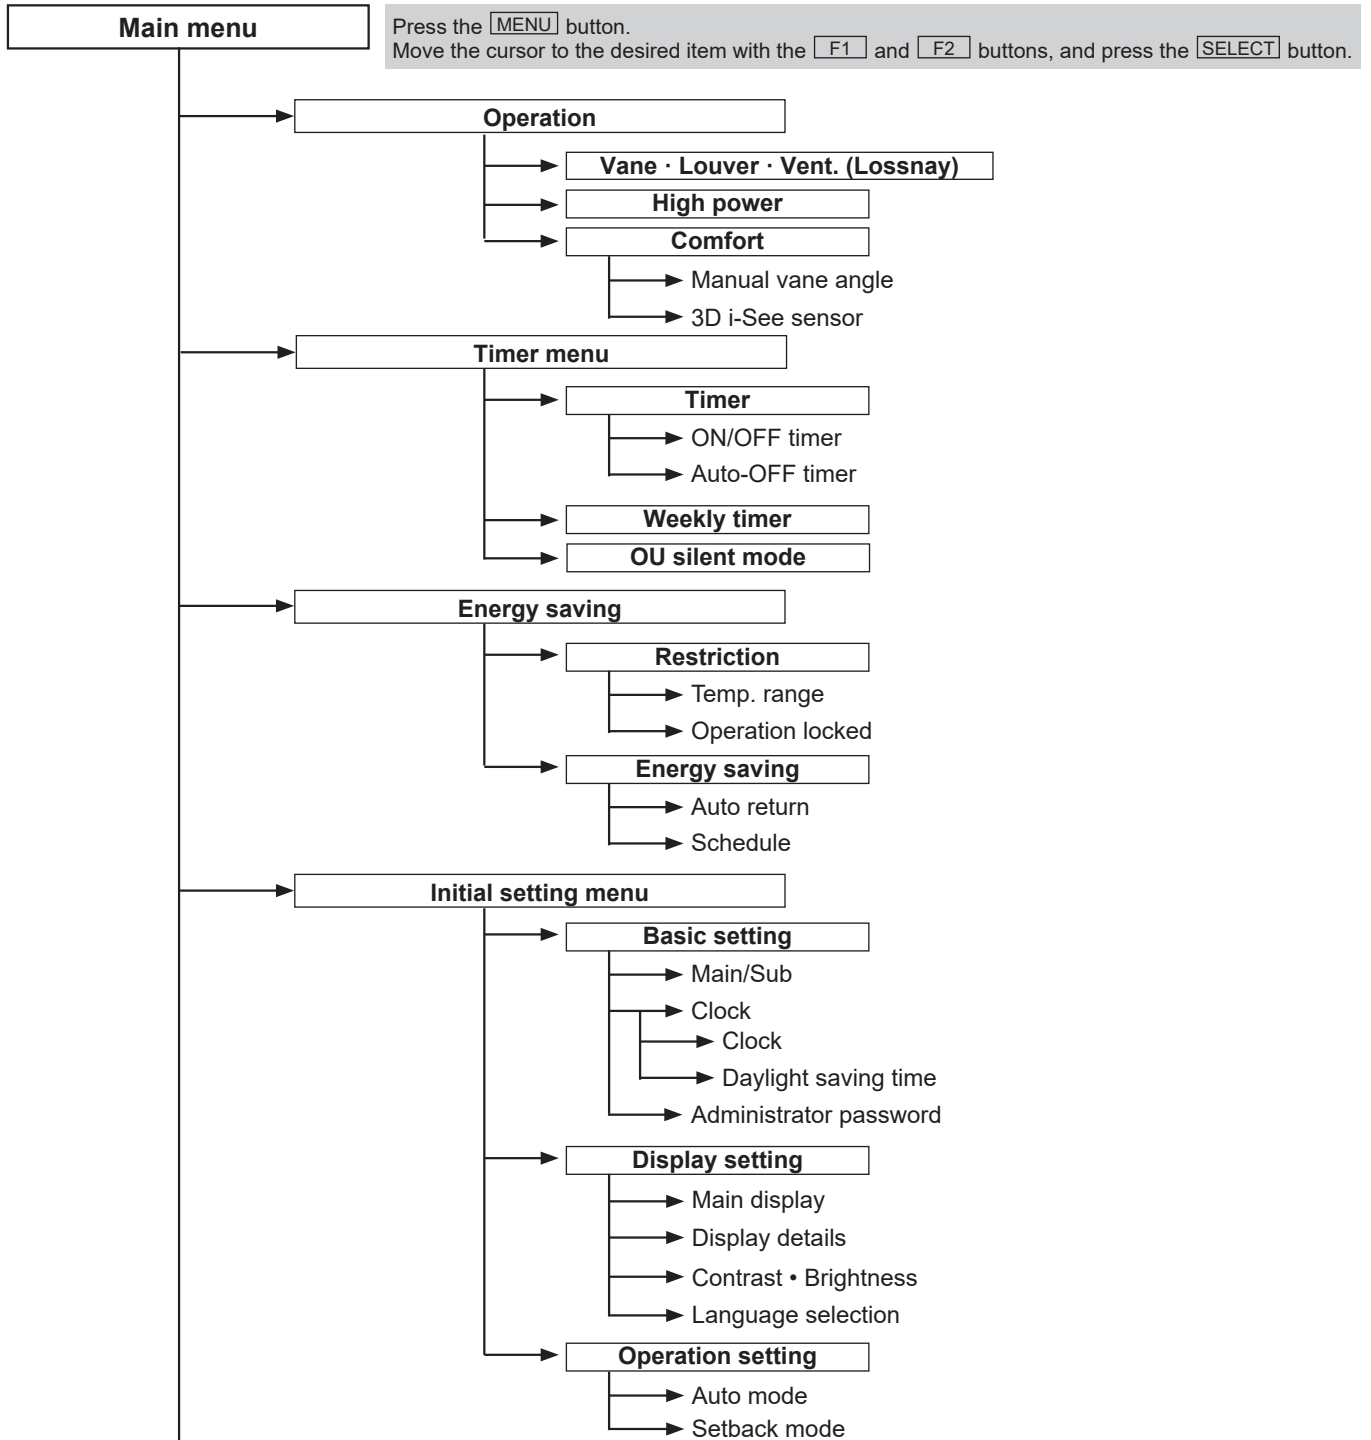 Main menu
Press the MENU button.
Move the cursor to the desired item with the F1 and F2 buttons, and press the SELECT button.
Operation
Vane · Louver · Vent. (Lossnay)
High power
Comfort
Manual vane angle
3D i-See sensor
Timer menu
Timer
ON/OFF timer
Auto-OFF timer
Weekly timer
OU silent mode
Energy saving
Restriction
Temp. range
Operation locked
Energy saving
Auto return
Schedule
Initial setting menu
Basic setting
Main/Sub
Clock
Clock
Daylight saving time
Administrator password
Display setting
Main display
Display details
Contrast • Brightness
Language selection
Operation setting
Auto mode
Setback mode